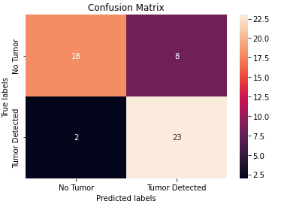 Confusion Matrix
No Tumor
Tumor Detected
True labels
18
8
2
23
No Tumor
Tumor Detected
Predicted labels
22.5
20.0
17.5
15.0
12.5
10.0
7.5
5.0
2.5